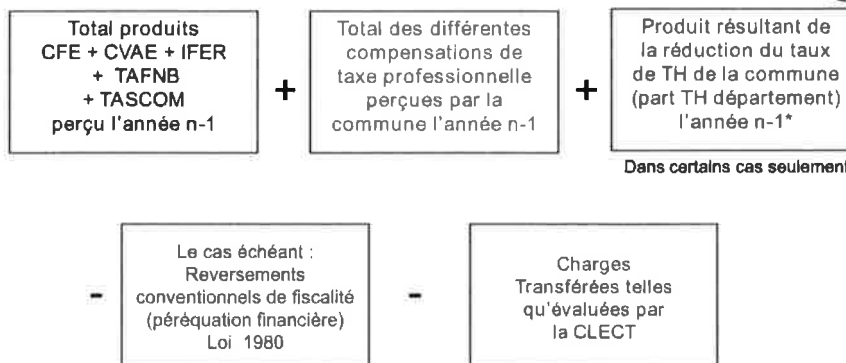 Total produits
CFE + CVAE + IFER
+ TAFNB
+ TASCOM
perçu l'année n-1
+
Total des différentes
compensations de
taxe professionnelle
perçues par la
commune l'année n-1
+
Produit résultant de
la réduction du taux
de TH de la commune
(part TH département)
l'année n-1*
Dans certains cas seulement
-
Le cas échéant :
Reversements
conventionnels de fiscalité
(péréquation financière)
Loi 1980
-
Charges
Transférées telles
qu'évaluées par
la CLECT